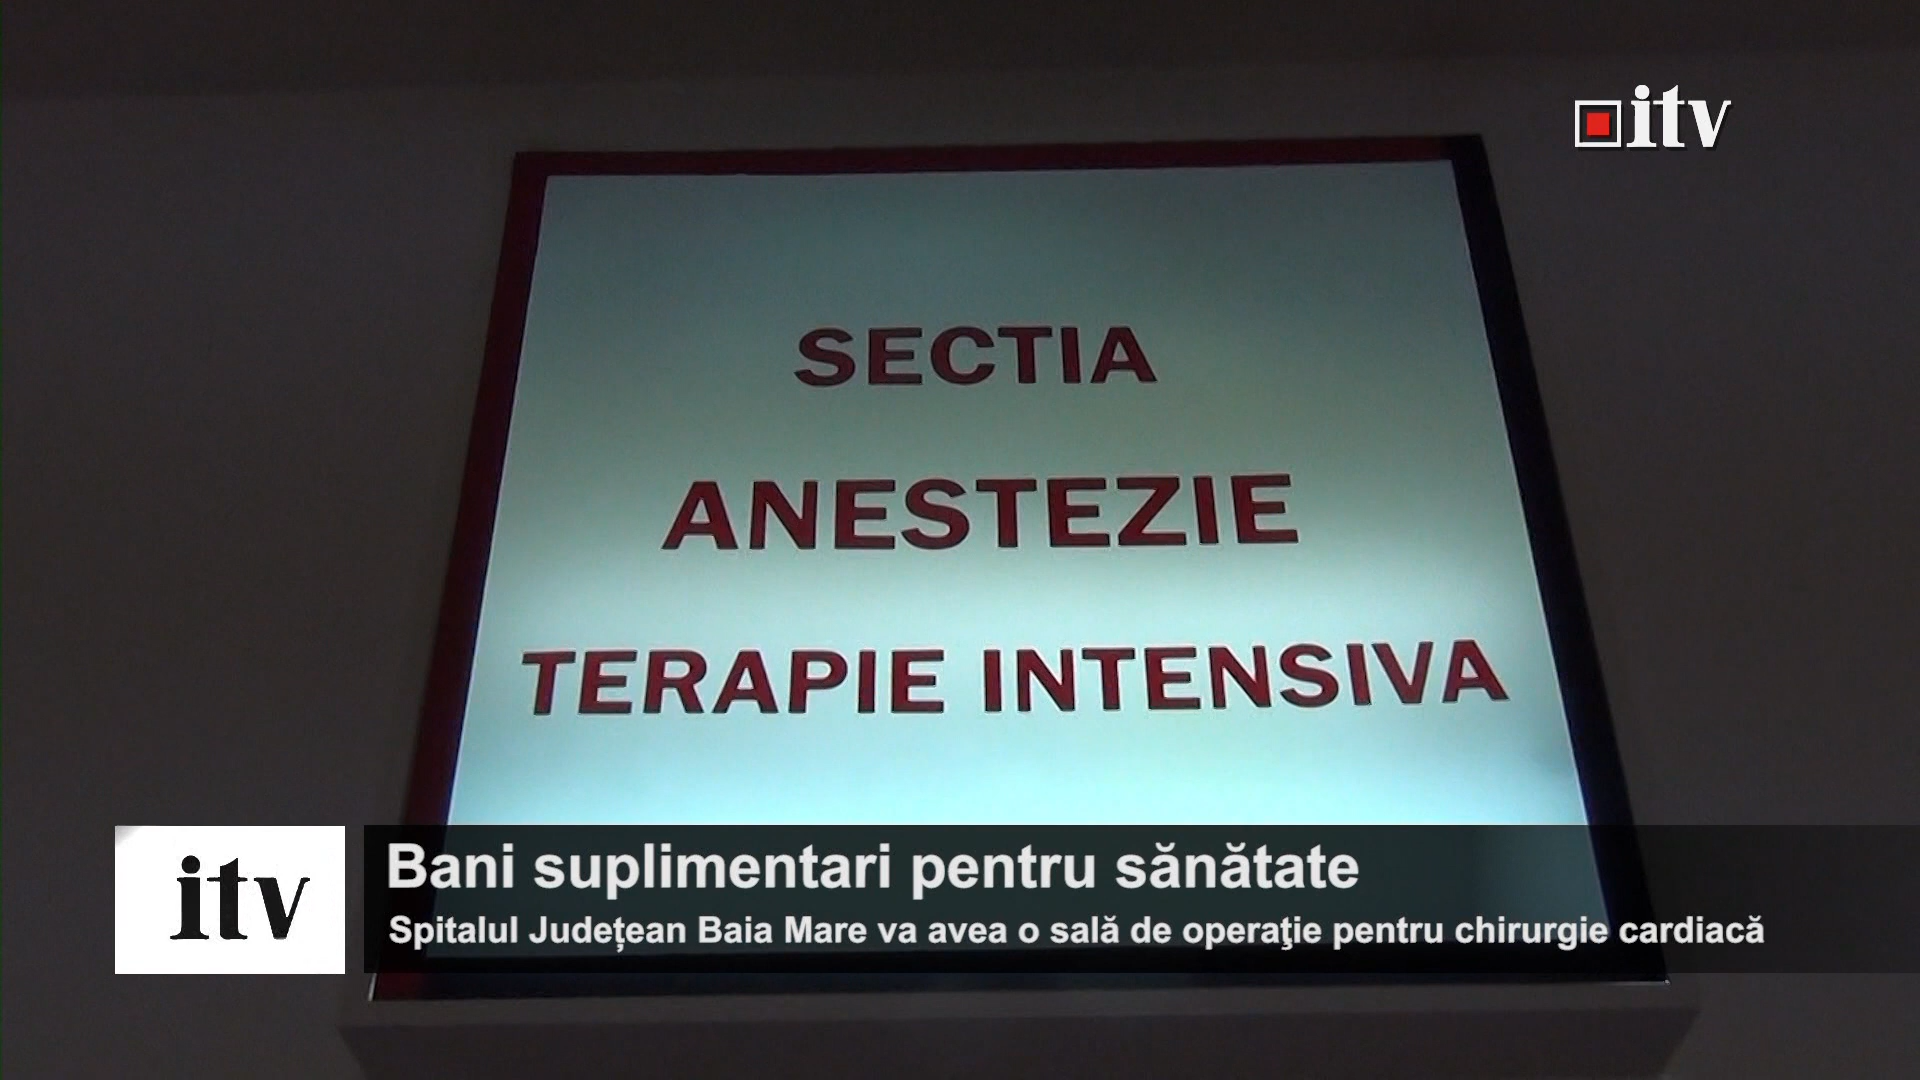 itv
SECTIA
ANESTEZIE
TERAPIE INTENSIVA
itv
Bani suplimentari pentru sănătate
Spitalul Județean Baia Mare va avea o sală de operaţie pentru chirurgie cardiacă